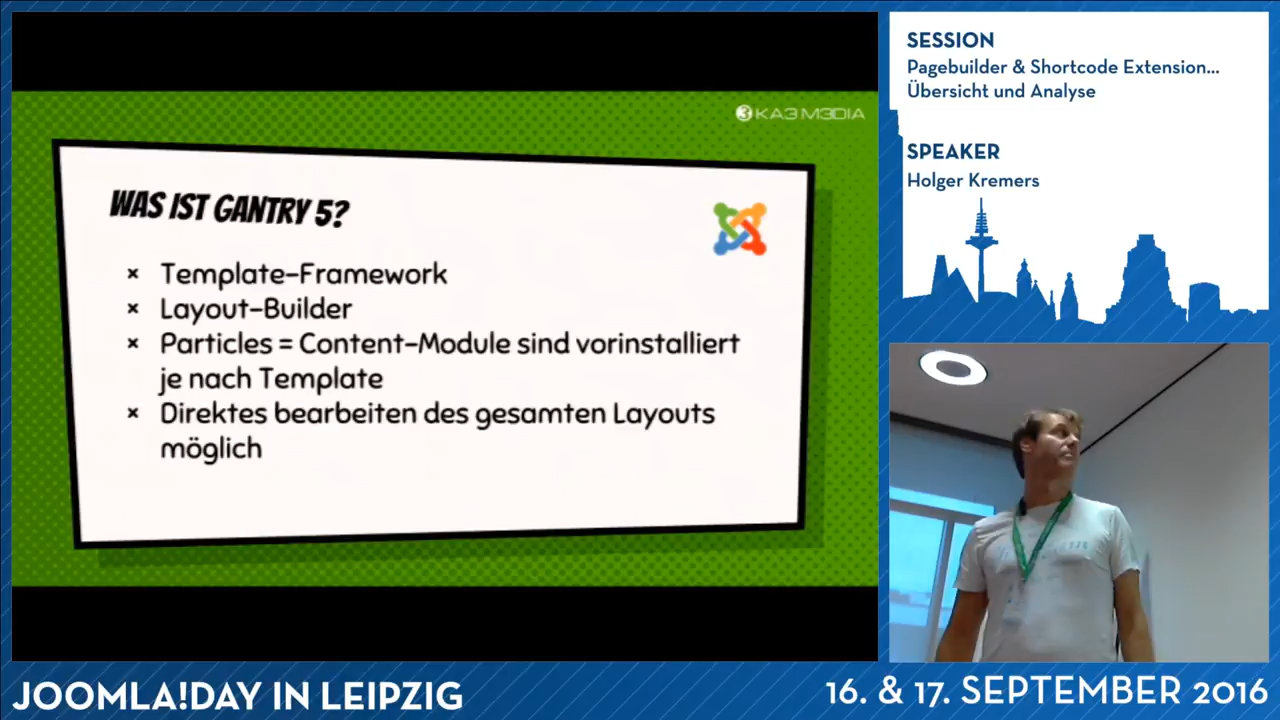 3 KA3 M3DIA
WAS IST GANTRY 5?
× Template-Framework
× Layout-Builder
× Particles = Content-Module sind vorinstalliert
je nach Template
× Direktes bearbeiten des gesamten Layouts
möglich
SESSION
Pagebuilder & Shortcode Extension...
Übersicht und Analyse
SPEAKER
Holger Kremers
JOOMLA!DAY IN LEIPZIG
16. & 17. SEPTEMBER 2016